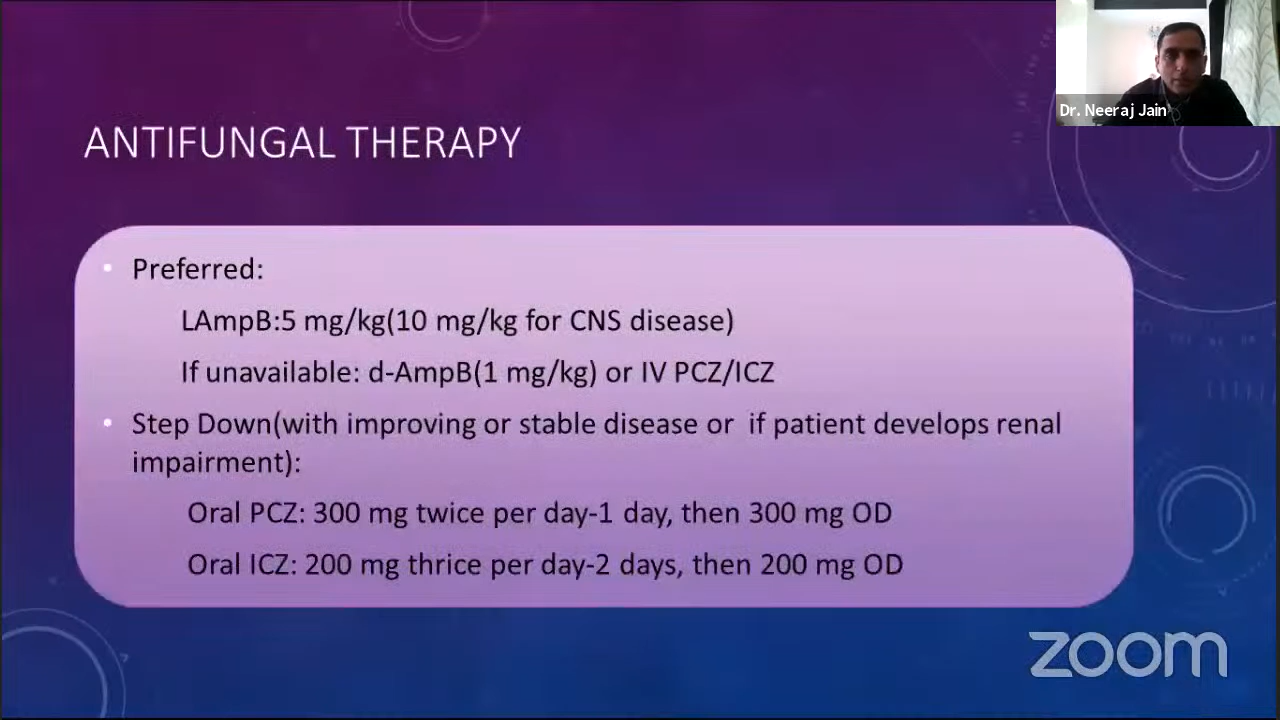 Dr. Neeraj Jain
ANTIFUNGAL THERAPY
• Preferred:
LAmpB:5 mg/kg(10 mg/kg for CNS disease)
If unavailable: d-AmpB(1 mg/kg) or IV PCZ/ICZ
• Step Down(with improving or stable disease or  if patient develops renal
impairment):
Oral PCZ: 300 mg twice per day-1 day, then 300 mg OD
Oral ICZ: 200 mg thrice per day-2 days, then 200 mg OD
zoom